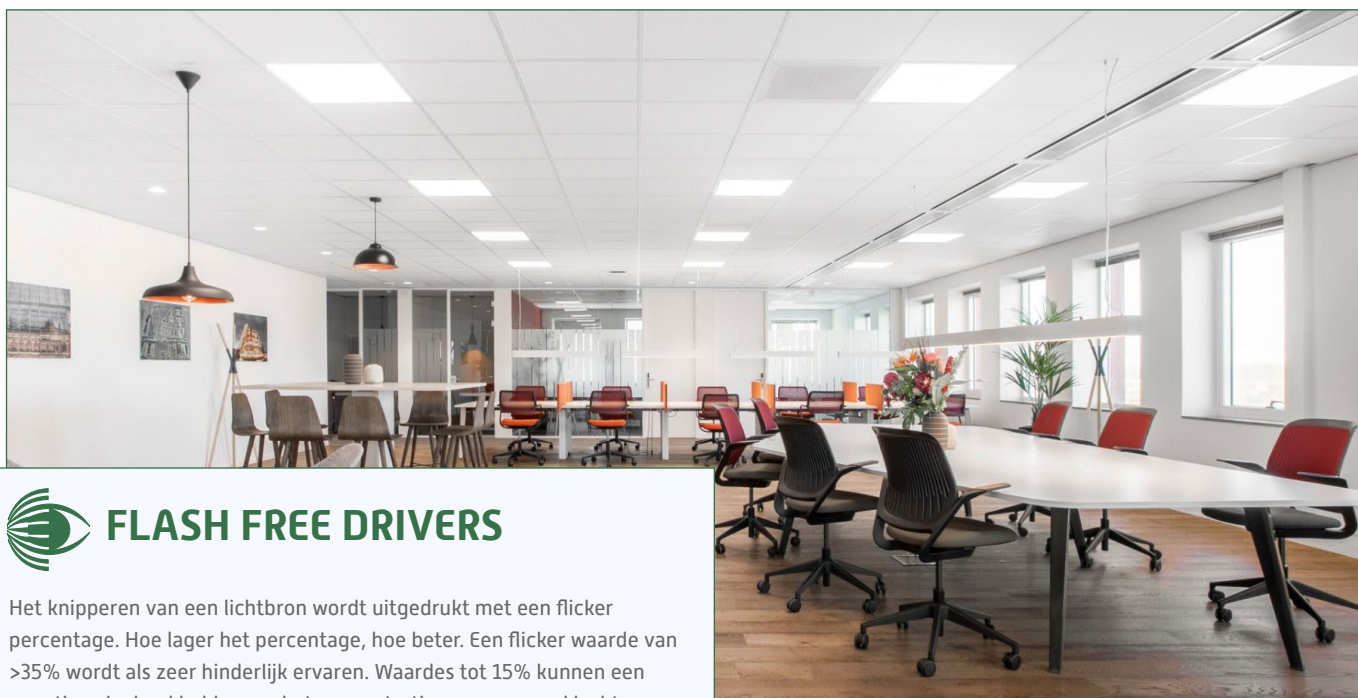 FLASH FREE DRIVERS
Het knipperen van een lichtbron wordt uitgedrukt met een flicker
percentage. Hoe lager het percentage, hoe beter. Een flicker waarde van
>35% wordt als zeer hinderlijk ervaren. Waardes tot 15% kunnen een